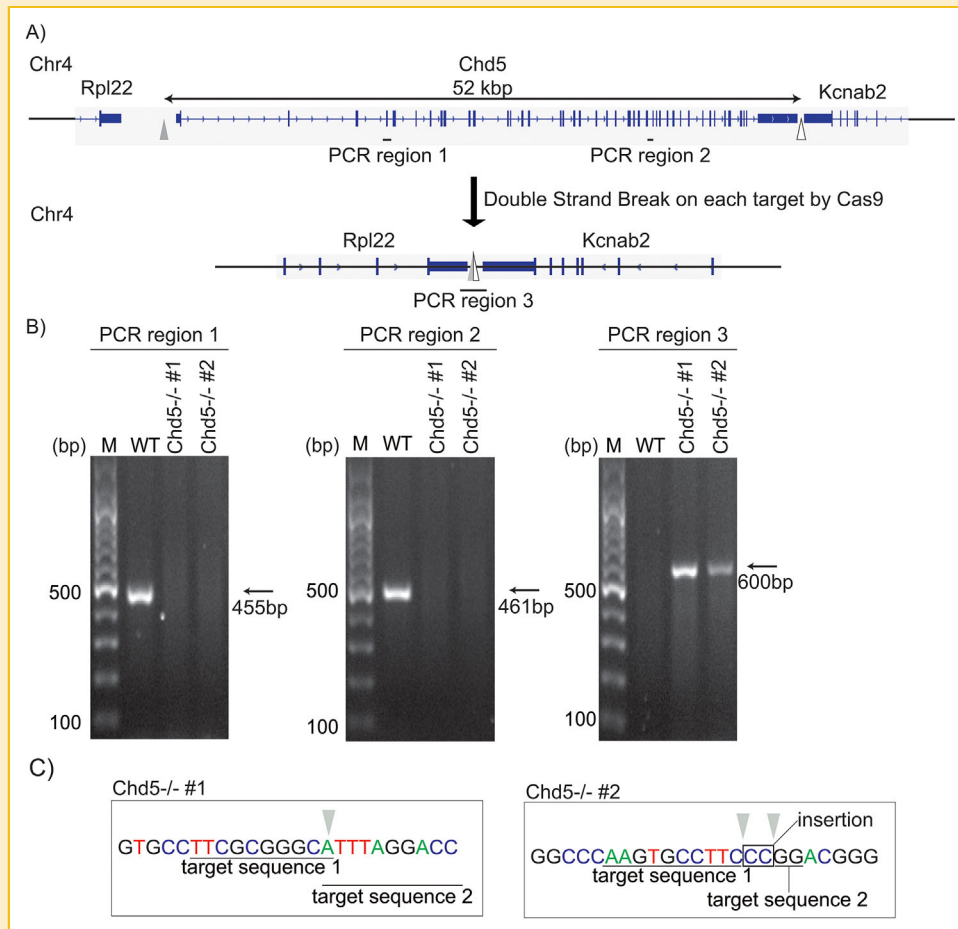 A)
Chr4
Chd5
Rpl22
52 kbp
Kcnab2
PCR region 1
PCR region 2
Double Strand Break on each target by Cas9
Chr4
Rpl22
Kcnab2
PCR region 3
B)
PCR region 1
PCR region 2
PCR region 3
(bp) M WT Chd5-/- #1 Chd5-/- #2
500
455bp
100
(bp) M WT Chd5-/- #1 Chd5-/- #2
500
461bp
100
(bp) M WT Chd5-/- #1 Chd5-/- #2
600bp
500
100
C)
Chd5-/- #1
GTGCCTTCGCGGGCATTTAGGACC
target sequence 1
target sequence 2
Chd5-/- #2
insertion
GGCCCAAGTGCCTTCCCGGACGGG
target sequence 1
target sequence 2